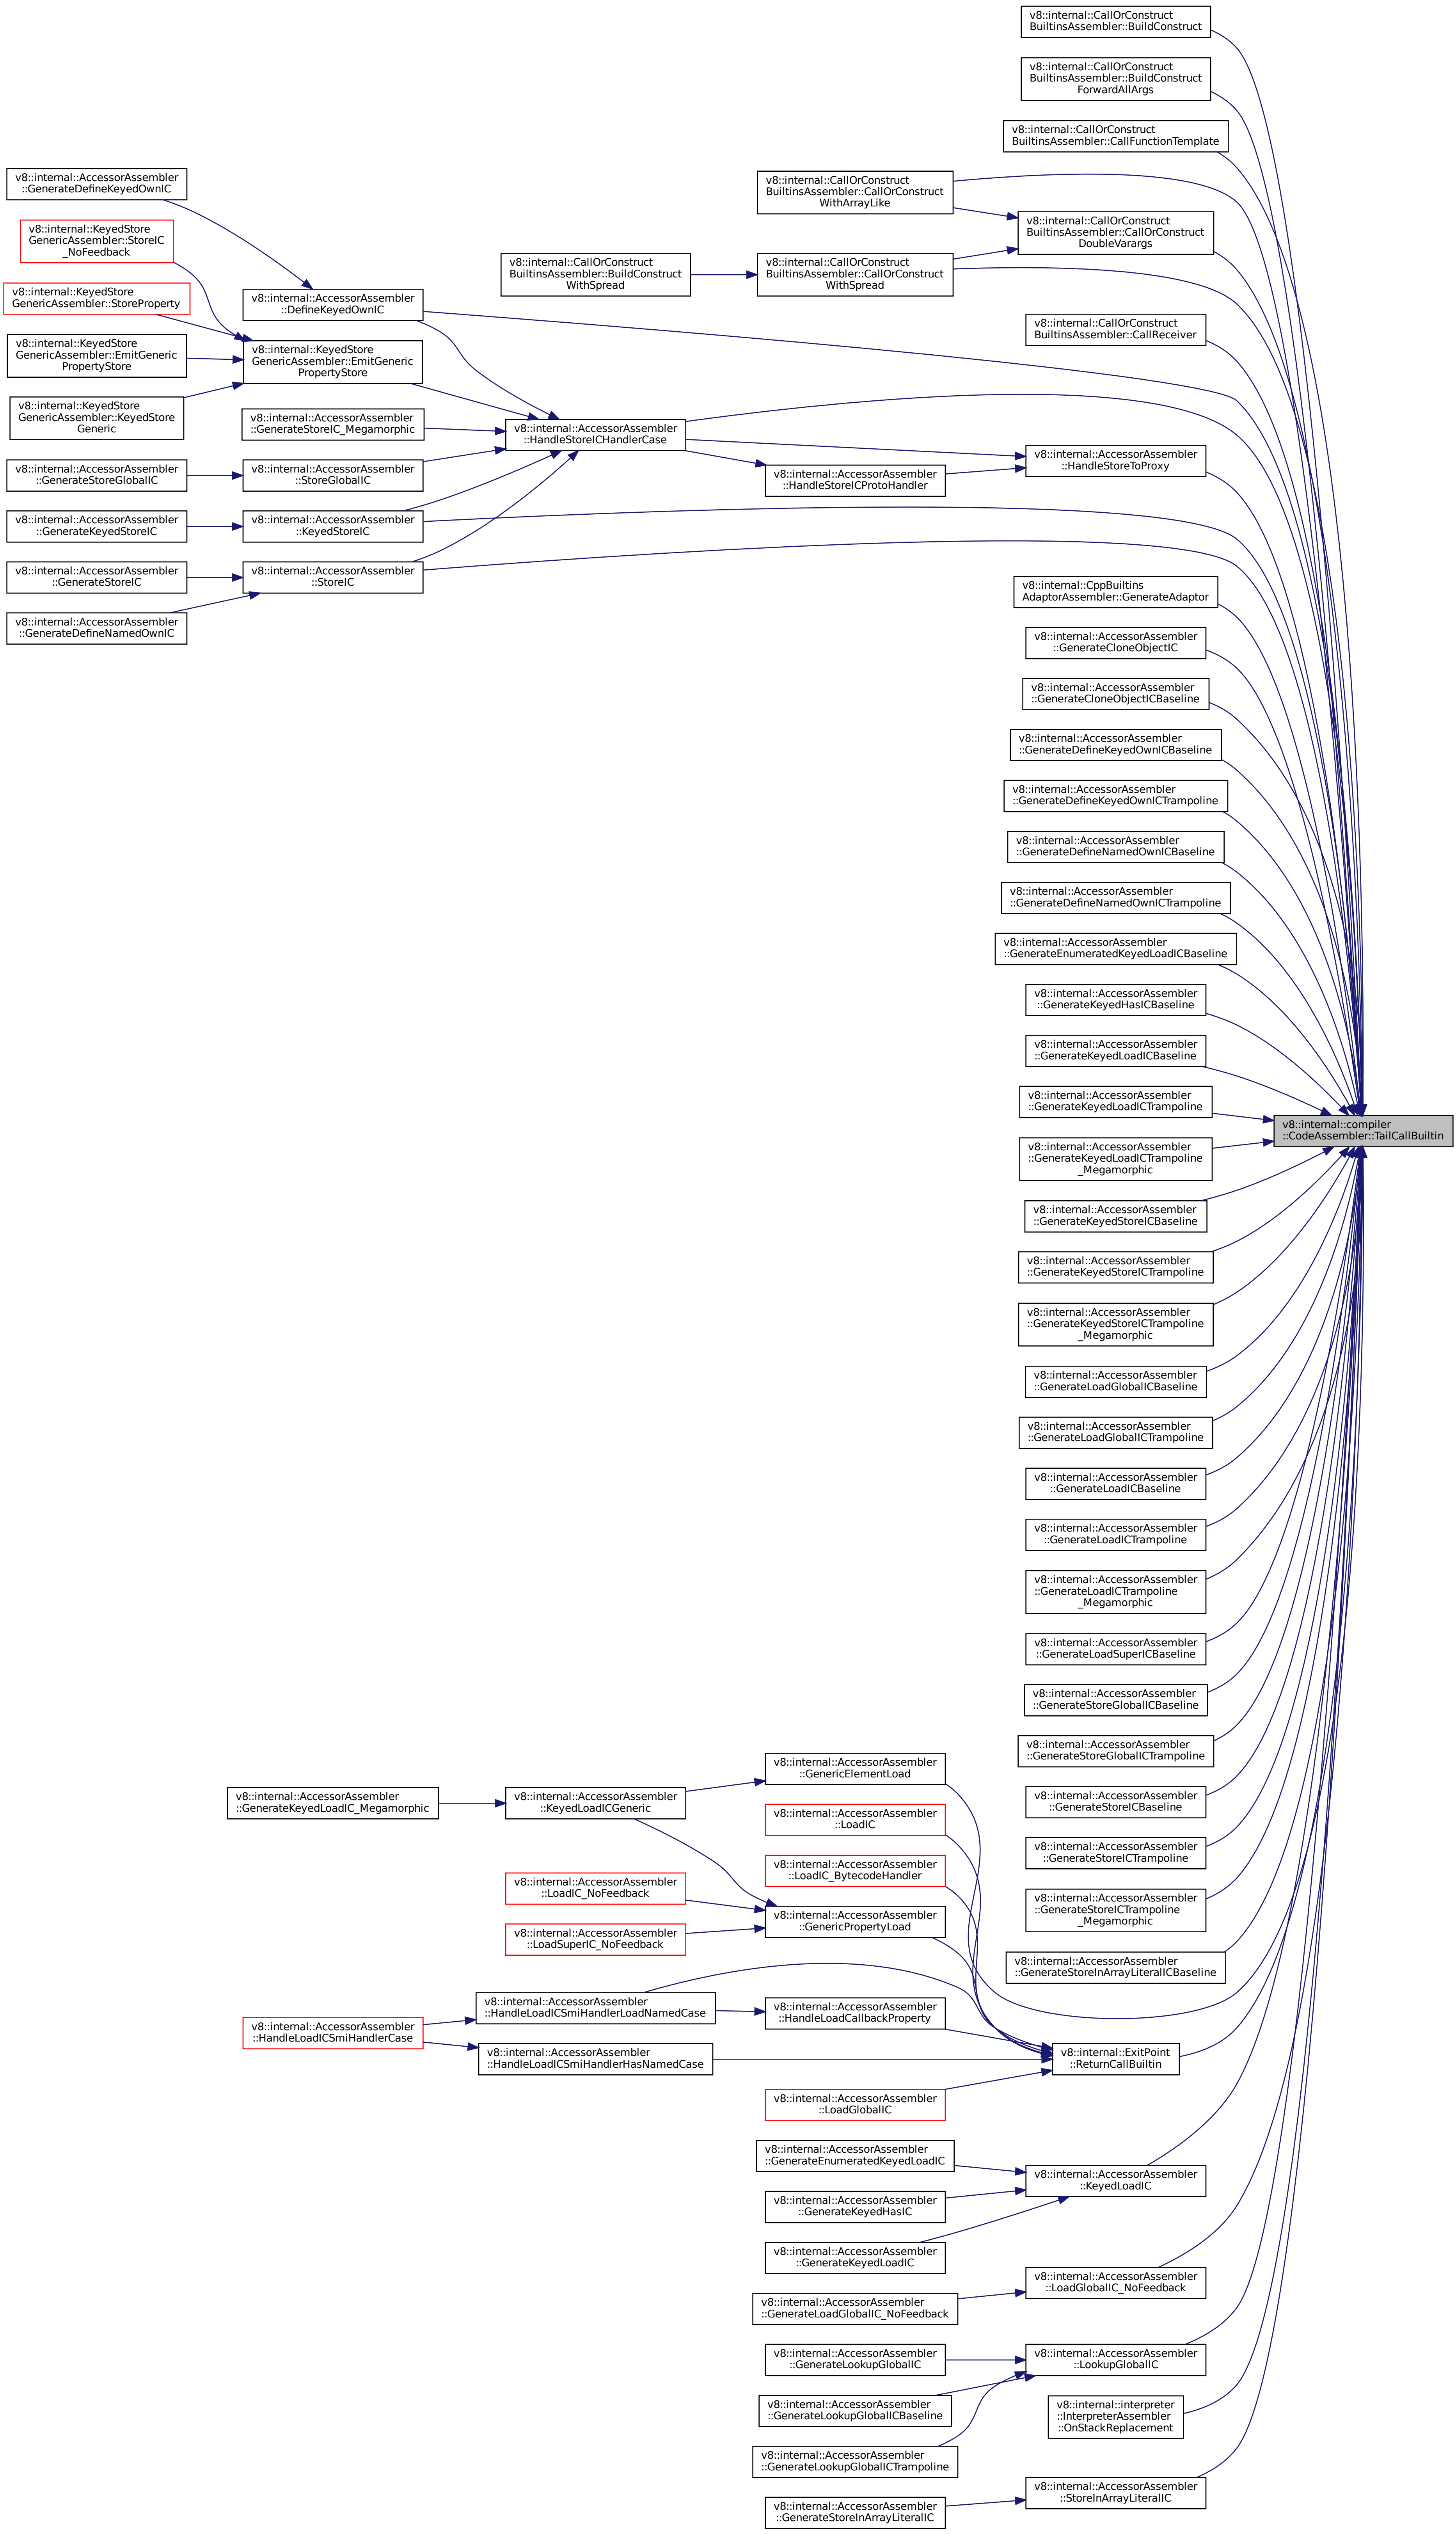 v8::internal::CallOrConstruct
BuiltinsAssembler::BuildConstruct
v8::internal::CallOrConstruct
BuiltinsAssembler::BuildConstruct
ForwardAllArgs
v8::internal::CallOrConstruct
BuiltinsAssembler::CallFunctionTemplate
v8::internal::AccessorAssembler
::GenerateDefineKeyedOwnIC
v8::internal::CallOrConstruct
BuiltinsAssembler::CallOrConstruct
WithArrayLike
v8::internal::KeyedStore
GenericAssembler::StoreIC
_NoFeedback
v8::internal::CallOrConstruct
BuiltinsAssembler::CallOrConstruct
DoubleVarargs
v8::internal::CallOrConstruct
BuiltinsAssembler::BuildConstruct
WithSpread
v8::internal::CallOrConstruct
BuiltinsAssembler::CallOrConstruct
WithSpread
v8::internal::KeyedStore
GenericAssembler::StoreProperty
v8::internal::AccessorAssembler
::DefineKeyedOwnIC
v8::internal::CallOrConstruct
BuiltinsAssembler::CallReceiver
v8::internal::KeyedStore
GenericAssembler::EmitGeneric
PropertyStore
v8::internal::KeyedStore
GenericAssembler::EmitGeneric
PropertyStore
v8::internal::KeyedStore
GenericAssembler::KeyedStore
Generic
v8::internal::AccessorAssembler
::GenerateStoreIC_Megamorphic
v8::internal::AccessorAssembler
::HandleStoreICHandlerCase
v8::internal::AccessorAssembler
::HandleStoreToProxy
v8::internal::AccessorAssembler
::GenerateStoreGlobalIC
v8::internal::AccessorAssembler
::StoreGlobalIC
v8::internal::AccessorAssembler
::HandleStoreICProtoHandler
v8::internal::AccessorAssembler
::GenerateKeyedStoreIC
v8::internal::AccessorAssembler
::KeyedStoreIC
v8::internal::AccessorAssembler
::GenerateStoreIC
v8::internal::AccessorAssembler
::StoreIC
v8::internal::CppBuiltins
AdaptorAssembler::GenerateAdaptor
v8::internal::AccessorAssembler
::GenerateDefineNamedOwnIC
v8::internal::AccessorAssembler
::GenerateCloneObjectIC
v8::internal::AccessorAssembler
::GenerateCloneObjectICBaseline
v8::internal::AccessorAssembler
::GenerateDefineKeyedOwnICBaseline
v8::internal::AccessorAssembler
::GenerateDefineKeyedOwnICTrampoline
v8::internal::AccessorAssembler
::GenerateDefineNamedOwnICBaseline
v8::internal::AccessorAssembler
::GenerateDefineNamedOwnICTrampoline
v8::internal::AccessorAssembler
::GenerateEnumeratedKeyedLoadICBaseline
v8::internal::AccessorAssembler
::GenerateKeyedHasICBaseline
v8::internal::AccessorAssembler
::GenerateKeyedLoadICBaseline
v8::internal::AccessorAssembler
::GenerateKeyedLoadICTrampoline
v8::internal::compiler
::CodeAssembler::TailCallBuiltin
v8::internal::AccessorAssembler
::GenerateKeyedLoadICTrampoline
_Megamorphic
v8::internal::AccessorAssembler
::GenerateKeyedStoreICBaseline
v8::internal::AccessorAssembler
::GenerateKeyedStoreICTrampoline
v8::internal::AccessorAssembler
::GenerateKeyedStoreICTrampoline
_Megamorphic
v8::internal::AccessorAssembler
::GenerateLoadGlobalICBaseline
v8::internal::AccessorAssembler
::GenerateLoadGlobalICTrampoline
v8::internal::AccessorAssembler
::GenerateLoadICBaseline
v8::internal::AccessorAssembler
::GenerateLoadICTrampoline
v8::internal::AccessorAssembler
::GenerateLoadICTrampoline
_Megamorphic
v8::internal::AccessorAssembler
::GenerateLoadSuperICBaseline
v8::internal::AccessorAssembler
::GenerateStoreGlobalICBaseline
v8::internal::AccessorAssembler
::GenerateStoreGlobalICTrampoline
v8::internal::AccessorAssembler
::GenericElementLoad
v8::internal::AccessorAssembler
::GenerateKeyedLoadIC_Megamorphic
v8::internal::AccessorAssembler
::KeyedLoadICGeneric
v8::internal::AccessorAssembler
::GenerateStoreICBaseline
v8::internal::AccessorAssembler
::LoadIC
v8::internal::AccessorAssembler
::GenerateStoreICTrampoline
v8::internal::AccessorAssembler
::LoadIC_BytecodeHandler
v8::internal::AccessorAssembler
::LoadIC_NoFeedback
v8::internal::AccessorAssembler
::GenerateStoreICTrampoline
_Megamorphic
v8::internal::AccessorAssembler
::GenericPropertyLoad
v8::internal::AccessorAssembler
::LoadSuperIC_NoFeedback
v8::internal::AccessorAssembler
::GenerateStoreInArrayLiteralICBaseline
v8::internal::AccessorAssembler
::HandleLoadICSmiHandlerLoadNamedCase
v8::internal::AccessorAssembler
::HandleLoadCallbackProperty
v8::internal::AccessorAssembler
::HandleLoadICSmiHandlerCase
v8::internal::AccessorAssembler
::HandleLoadICSmiHandlerHasNamedCase
v8::internal::ExitPoint
::ReturnCallBuiltin
v8::internal::AccessorAssembler
::LoadGlobalIC
v8::internal::AccessorAssembler
::GenerateEnumeratedKeyedLoadIC
v8::internal::AccessorAssembler
::KeyedLoadIC
v8::internal::AccessorAssembler
::GenerateKeyedHasIC
v8::internal::AccessorAssembler
::GenerateKeyedLoadIC
v8::internal::AccessorAssembler
::LoadGlobalIC_NoFeedback
v8::internal::AccessorAssembler
::GenerateLoadGlobalIC_NoFeedback
v8::internal::AccessorAssembler
::GenerateLookupGlobalIC
v8::internal::AccessorAssembler
::LookupGlobalIC
v8::internal::AccessorAssembler
::GenerateLookupGlobalICBaseline
v8::internal::interpreter
::InterpreterAssembler
::OnStackReplacement
v8::internal::AccessorAssembler
::GenerateLookupGlobalICTrampoline
v8::internal::AccessorAssembler
::StoreInArrayLiteralIC
v8::internal::AccessorAssembler
::GenerateStoreInArrayLiteralIC